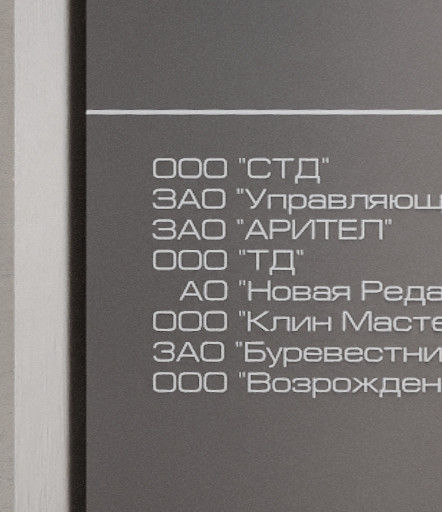 ООО "СТД"
ЗАО "Управляющ
ЗАО "АРИТЕЛ"
ООО "ТД"
АО "Новая Реда
ООО "Клин Масте
ЗАО "Буревестни
ООО "Возрожден